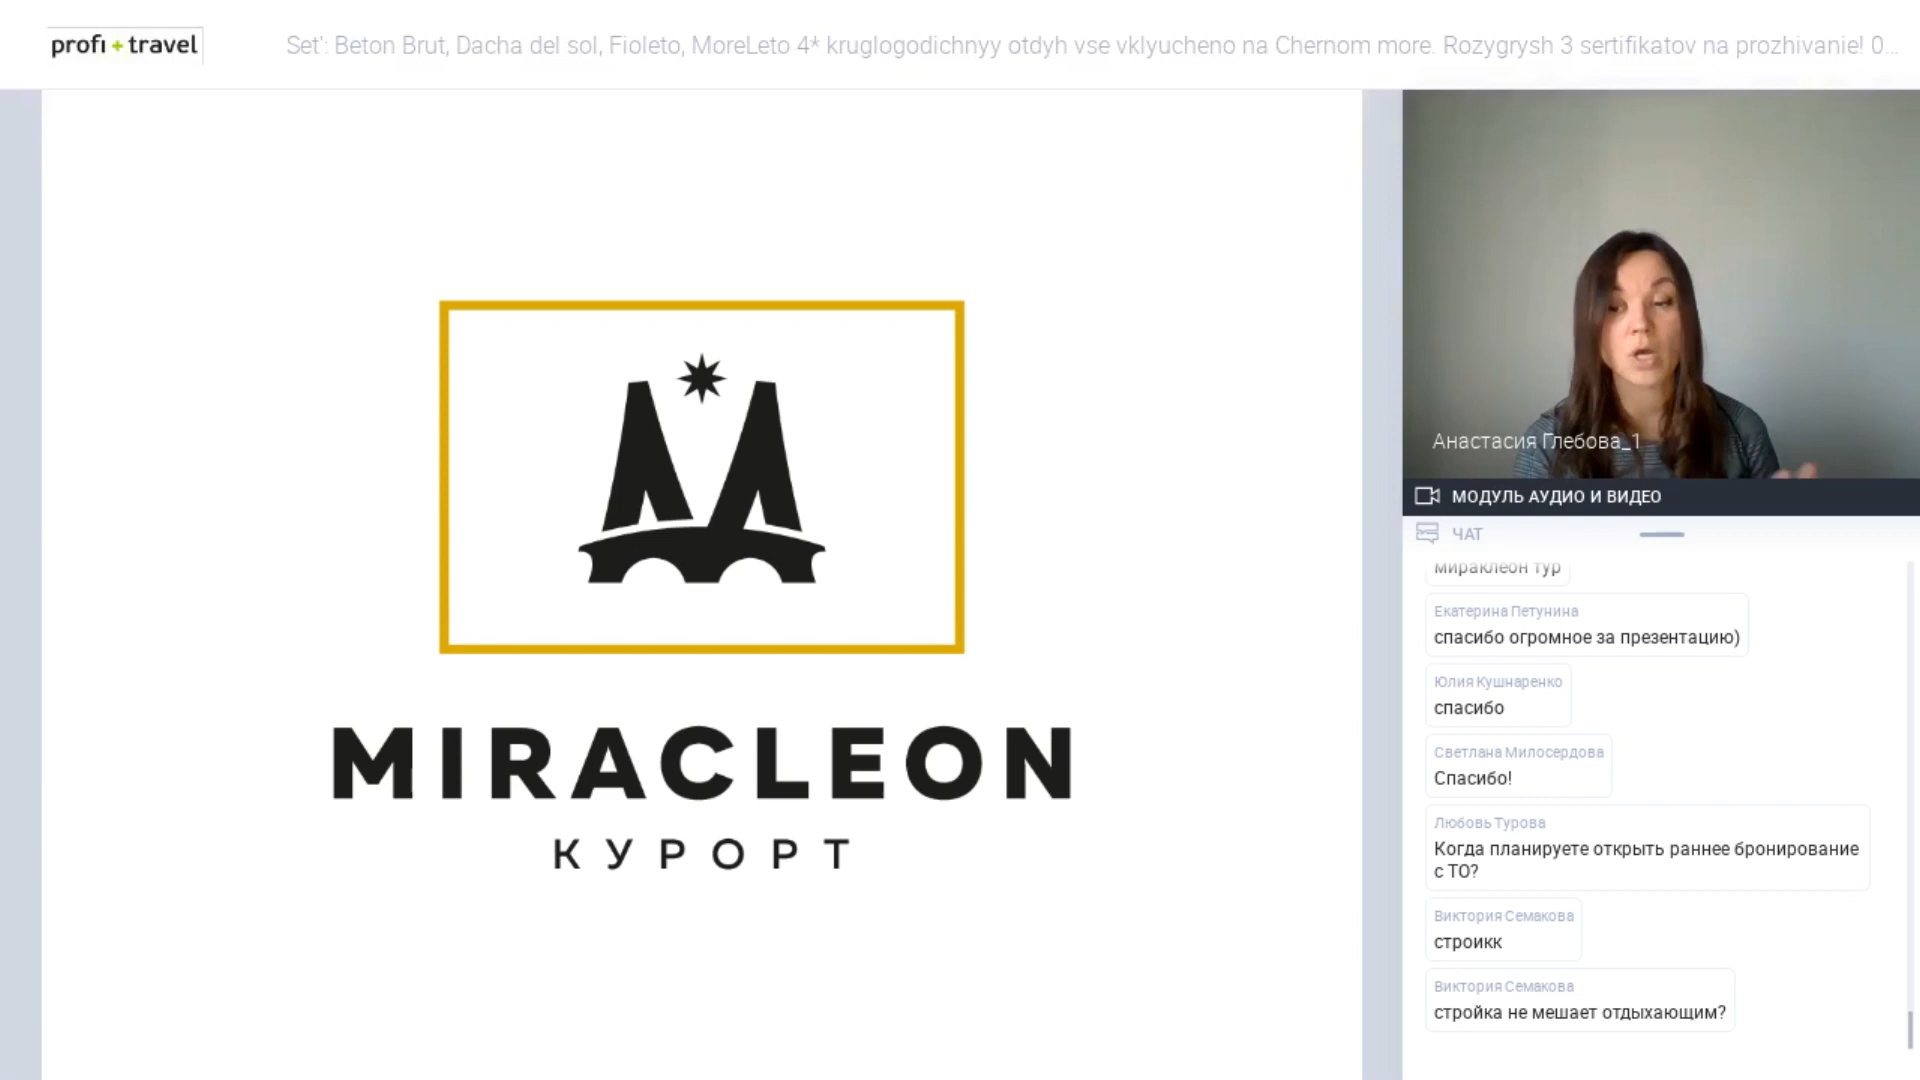 profi + travel
Set': Beton Brut, Dacha del sol, Fioleto, MoreLeto 4* kruglogodichnyy otdyh vse vklyucheno na Chernom more. Rozygrysh 3 sertifikatov na prozhivanie! 0...
MIRACLEON
КУРОРТ
Анастасия Глебова_1
МОДУЛЬ АУДИО И ВИДЕО
ЧАТ
мираклеон тур
Екатерина Петунина
спасибо огромное за презентацию)
Юлия Кушнаренко
спасибо
Светлана Милосердова
Спасибо!
Любовь Турова
Когда планируете открыть раннее бронирование
с ТО?
Виктория Семакова
строикк
Виктория Семакова
стройка не мешает отдыхающим?